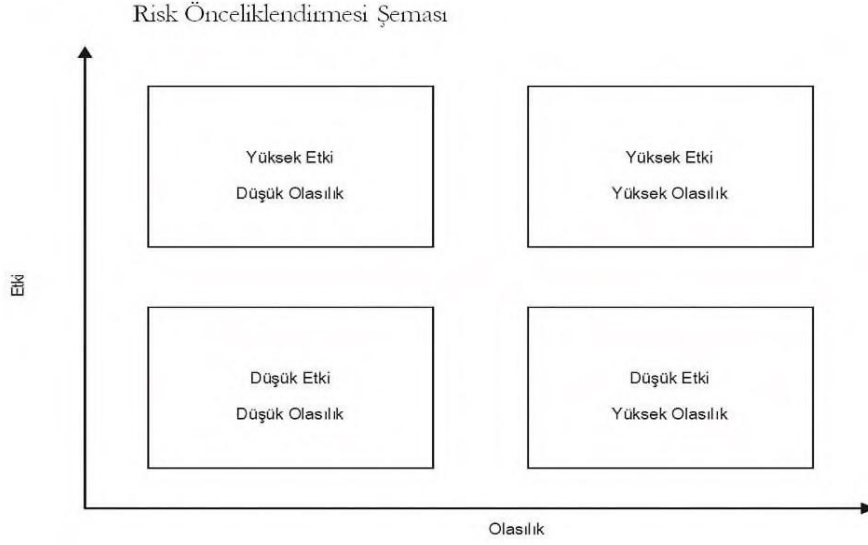 Risk Önceliklendirmesi Şeması
Yüksek Etki
Düşük Olasılık
Yüksek Etki
Yüksek Olasılık
Etki
Düşük Etki
Düşük Olasılık
Düşük Etki
Yüksek Olasılık
Olasılık